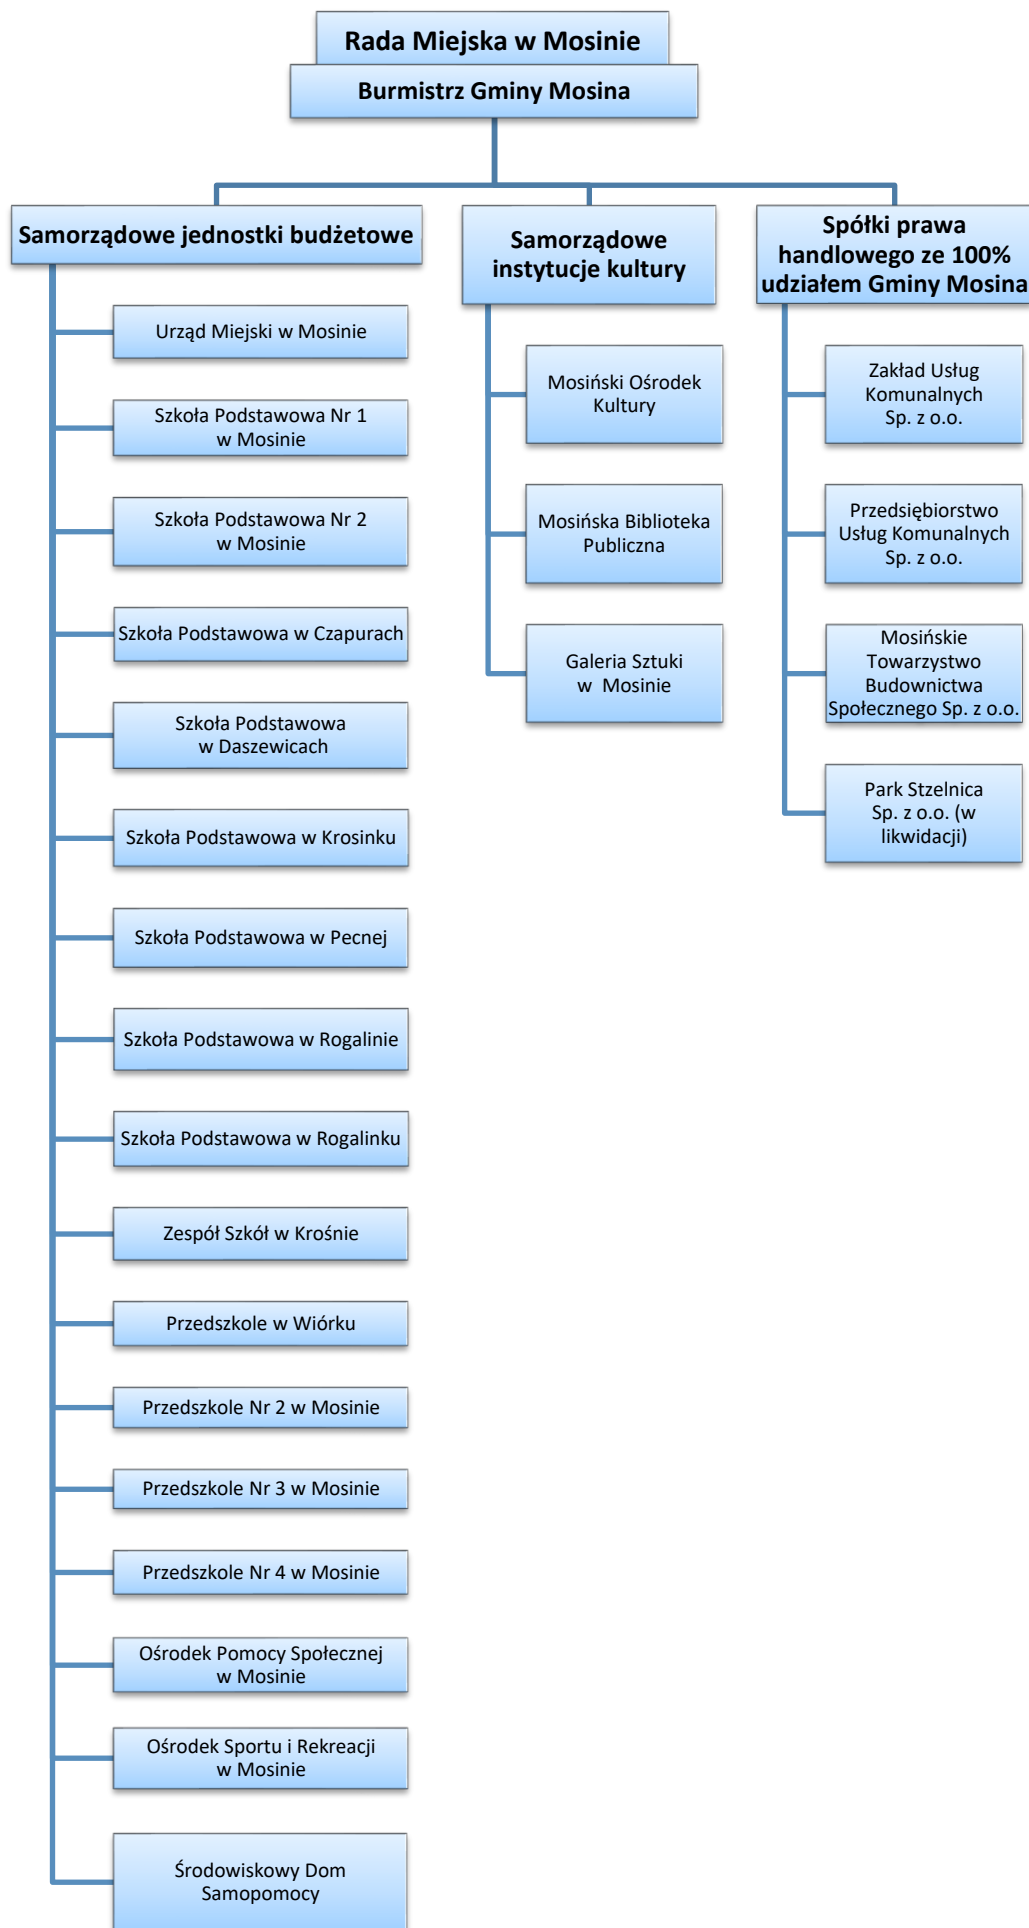 Rada Miejska w Mosinie
Burmistrz Gminy Mosina
Samorządowe jednostki budżetowe
Urząd Miejski w Mosinie
Szkoła Podstawowa Nr 1
w Mosinie
Szkoła Podstawowa Nr 2
w Mosinie
Szkoła Podstawowa w Czapurach
Szkoła Podstawowa
w Daszewicach
Szkoła Podstawowa w Krosinku
Szkoła Podstawowa w Pecnej
Szkoła Podstawowa w Rogalinie
Szkoła Podstawowa w Rogalinku
Zespół Szkół w Krośnie
Przedszkole w Wiórku
Przedszkole Nr 2 w Mosinie
Przedszkole Nr 3 w Mosinie
Przedszkole Nr 4 w Mosinie
Ośrodek Pomocy Społecznej
w Mosinie
Ośrodek Sportu i Rekreacji
w Mosinie
Środowiskowy Dom
Samopomocy
Samorządowe
instytucje kultury
Mosiński Ośrodek
Kultury
Mosińska Biblioteka
Publiczna
Galeria Sztuki
w Mosinie
Spółki prawa
handlowego ze 100%
udziałem Gminy Mosina
Zakład Usług
Komunalnych
Sp. z o.o.
Przedsiębiorstwo
Usług Komunalnych
Sp. z o.o.
Mosińskie
Towarzystwo
Budownictwa
Społecznego Sp. z o.o.
Park Stzelnica
Sp. z o.o. (w
likwidacji)